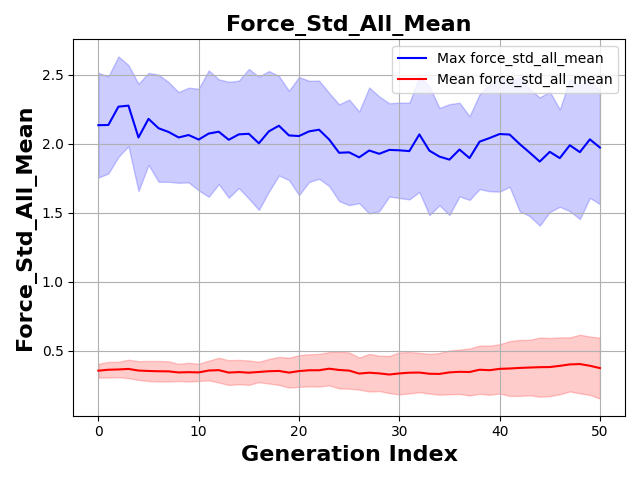 Force_Std_All_Mean
Max force_std_all_mean
Mean force_std_all_mean
Force_Std_All_Mean
2.5
2.0
1.5
1.0
0.5
0
10
20
30
40
50
Generation Index